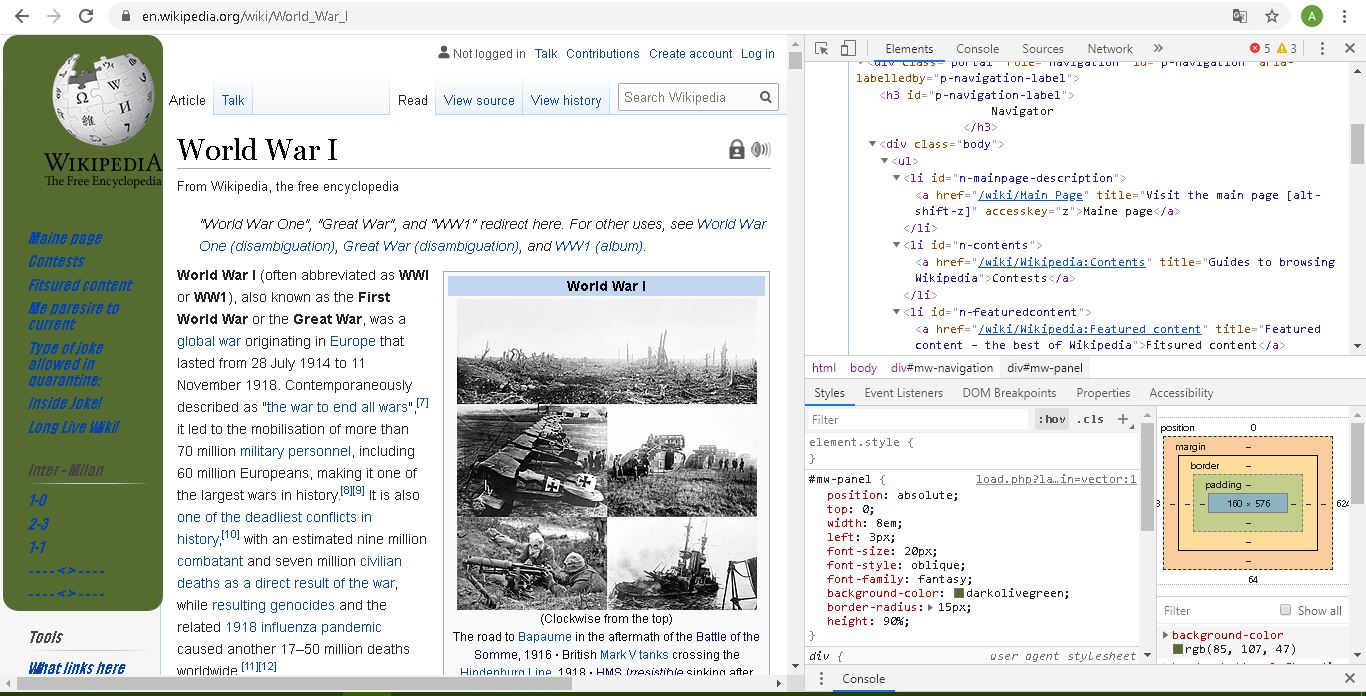 en.wikipedia.org/wiki/World_War_I
A
WIKIPEDIA
The Free Encyclopedia
Maine page
Contests
Fitsured content
Me paresire to
current
Type of joke
allowed in
quarantine:
Inside Joke!
Long Live Wiki!
Inter - Milan
1-0
2-3
1-1
----<>----
----<>----
Tools
What links here
Not logged in Talk Contributions Create account Log in
Article Talk Read View source View history Search Wikipedia
World War I
From Wikipedia, the free encyclopedia
"World War One", "Great War", and "WW1" redirect here. For other uses, see World War
One (disambiguation), Great War (disambiguation), and WW1 (album).
World War I (often abbreviated as WWI
or WW1), also known as the First
World War or the Great War, was a
global war originating in Europe that
lasted from 28 July 1914 to 11
November 1918. Contemporaneously
described as "the war to end all wars",[7]
it led to the mobilisation of more than
70 million military personnel, including
60 million Europeans, making it one of
the largest wars in history.[8][9] It is also
one of the deadliest conflicts in
history,[10] with an estimated nine million
combatant and seven million civilian
deaths as a direct result of the war,
while resulting genocides and the
related 1918 influenza pandemic
caused another 17–50 million deaths
worldwide.[11][12]
World War I
(Clockwise from the top)
The road to Bapaume in the aftermath of the Battle of the
Somme, 1916 • British Mark V tanks crossing the
Hindenburg Line, 1918 • HMS Irresistible sinking after
Elements Console Sources Network » 5 3
<div class="portal" role="navigation" id="p-navigation" aria-
labelledby="p-navigation-label">
<h3 id="p-navigation-label">
Navigator
</h3>
<div class="body">
<ul>
<li id="n-mainpage-description">
<a href="/wiki/Main_Page" title="Visit the main page [alt-
shift-z]" accesskey="z">Maine page</a>
</li>
<li id="n-contents">
<a href="/wiki/Wikipedia:Contents" title="Guides to browsing
Wikipedia">Contests</a>
</li>
<li id="n-featuredcontent">
<a href="/wiki/Wikipedia:Featured_content" title="Featured
content – the best of Wikipedia">Fitsured content</a>
html body div#mw-navigation div#mw-panel
Styles Event Listeners DOM Breakpoints Properties Accessibility
Filter :hov .cls +
element.style {
}
#mw-panel { load.php?la…in=vector:1
position: absolute;
top: 0;
width: 8em;
left: 3px;
font-size: 20px;
font-style: oblique;
font-family: fantasy;
background-color: darkolivegreen;
border-radius: 15px;
height: 90%;
}
div { user agent stylesheet
position 0
margin –
border –
padding –
3 – – – 160 × 576 – – – 624
–
–
–
64
Filter Show all
background-color
rgb(85, 107, 47)
Console